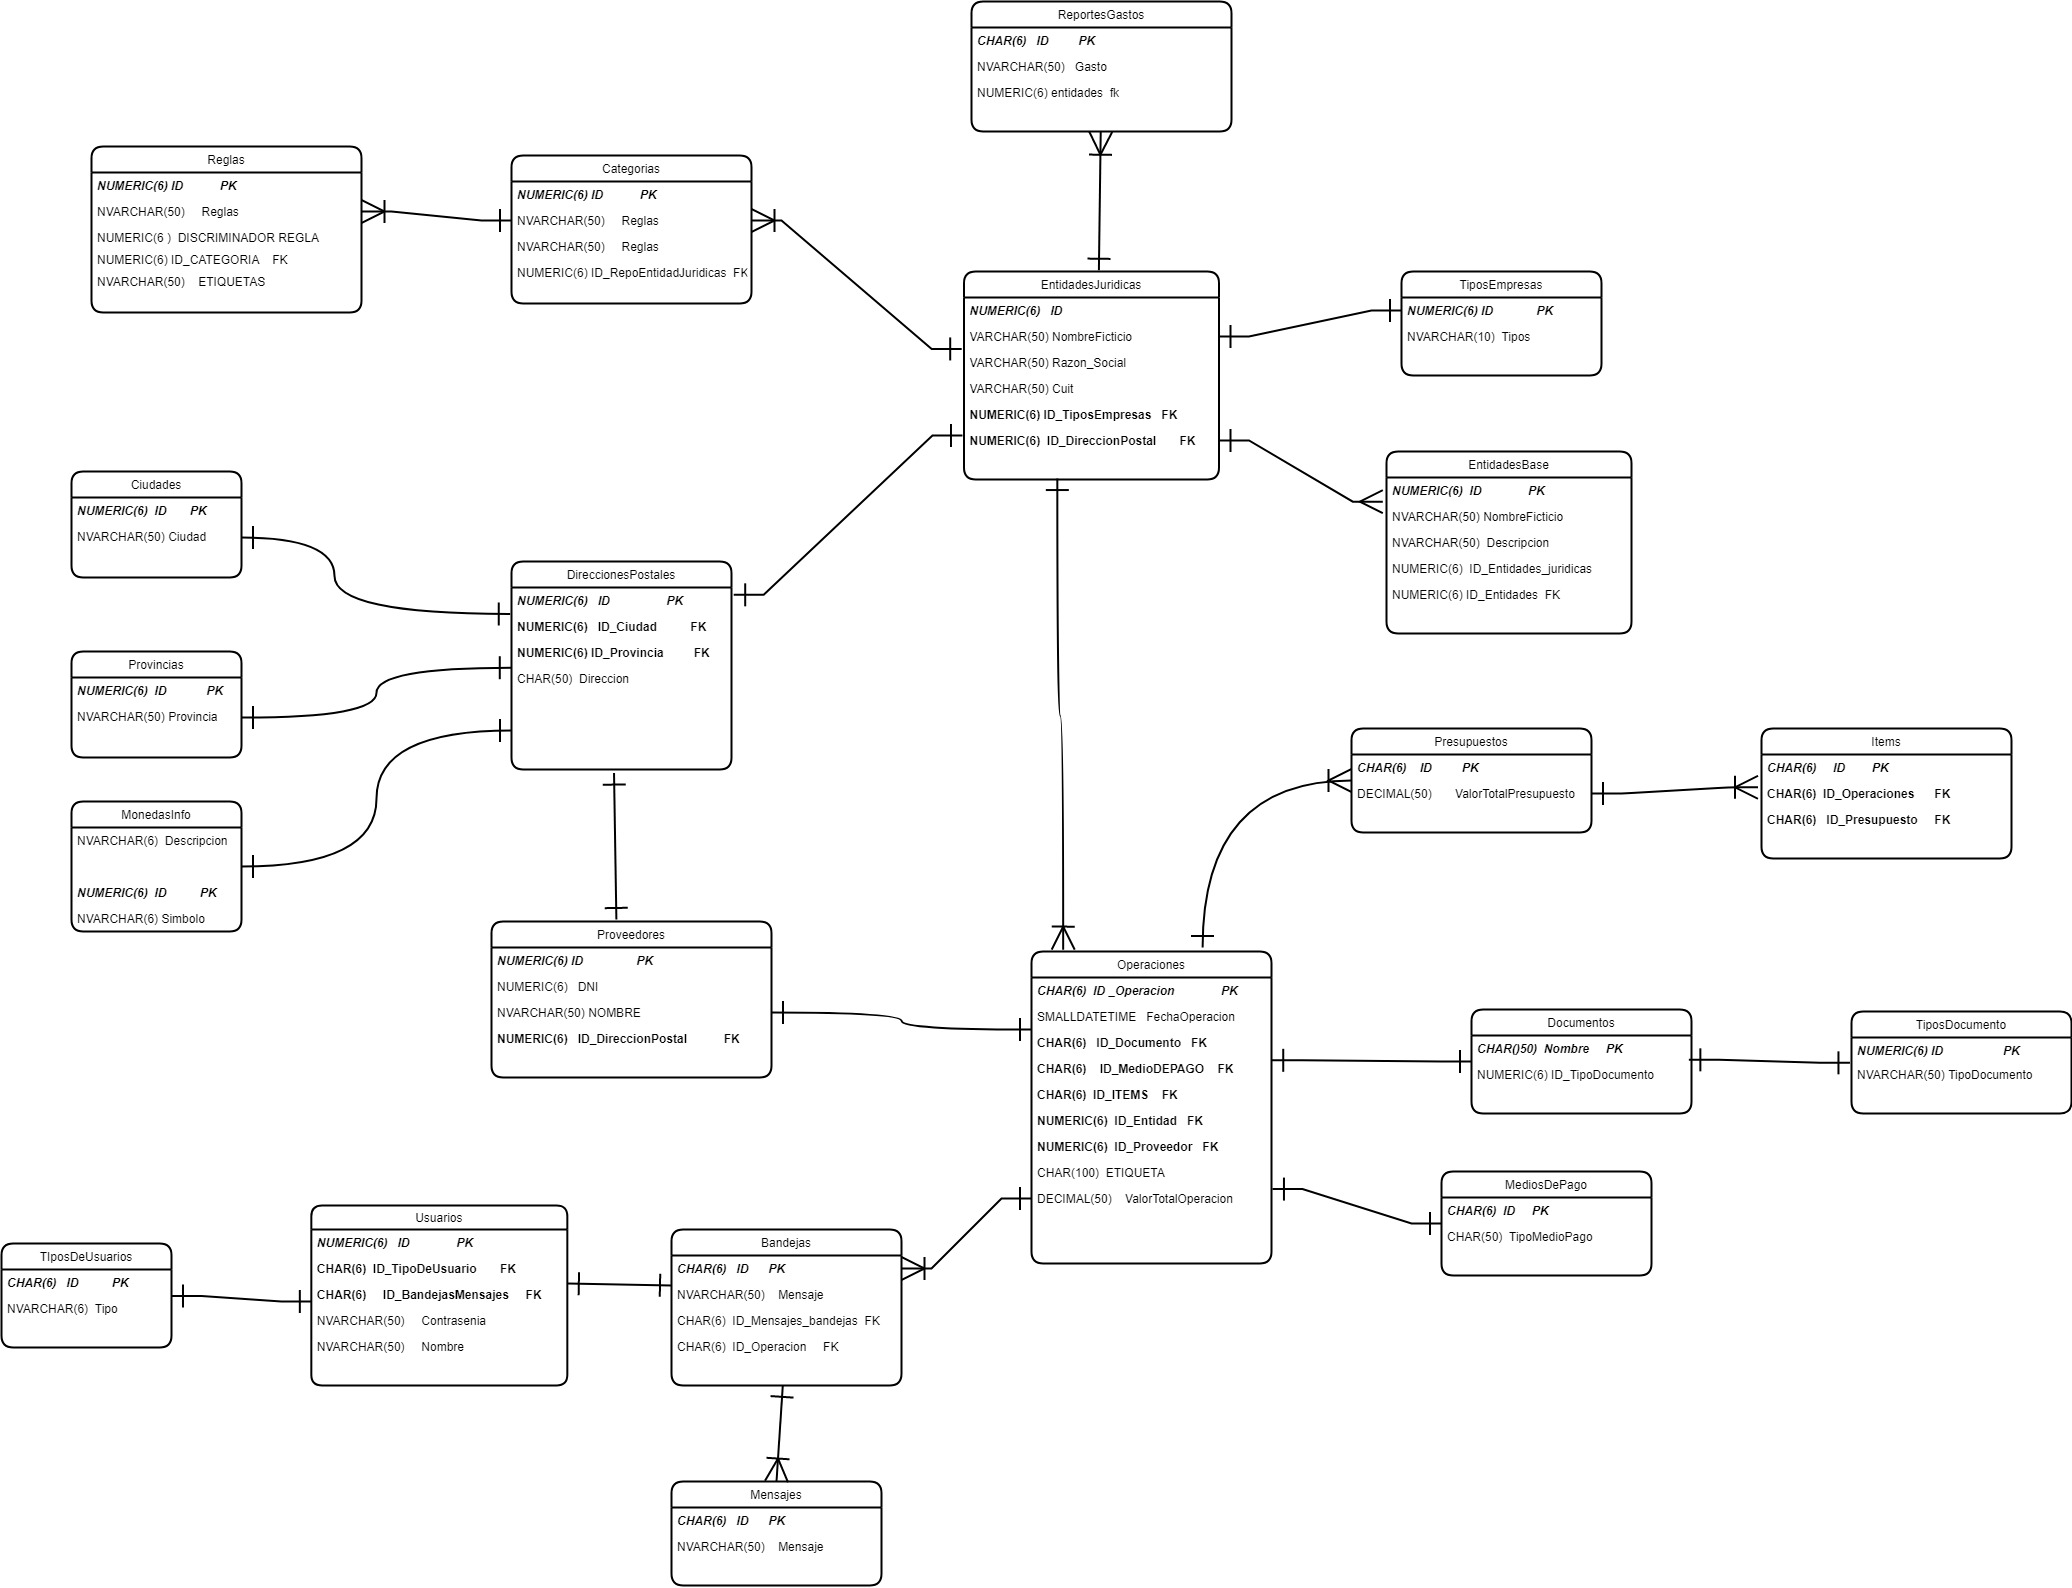 ReportesGastos
CHAR(6) ID PK
NVARCHAR(50) Gasto
NUMERIC(6) entidades fk
Reglas
NUMERIC(6) ID PK
NVARCHAR(50) Reglas
NUMERIC(6 ) DISCRIMINADOR REGLA
NUMERIC(6) ID_CATEGORIA FK
NVARCHAR(50) ETIQUETAS
Categorias
NUMERIC(6) ID PK
NVARCHAR(50) Reglas
NVARCHAR(50) Reglas
NUMERIC(6) ID_RepoEntidadJuridicas FK
EntidadesJuridicas
NUMERIC(6) ID
VARCHAR(50) NombreFicticio
VARCHAR(50) Razon_Social
VARCHAR(50) Cuit
NUMERIC(6) ID_TiposEmpresas FK
NUMERIC(6) ID_DireccionPostal FK
TiposEmpresas
NUMERIC(6) ID PK
NVARCHAR(10) Tipos
EntidadesBase
NUMERIC(6) ID PK
NVARCHAR(50) NombreFicticio
NVARCHAR(50) Descripcion
NUMERIC(6) ID_Entidades_juridicas
NUMERIC(6) ID_Entidades FK
Ciudades
NUMERIC(6) ID PK
NVARCHAR(50) Ciudad
DireccionesPostales
NUMERIC(6) ID PK
NUMERIC(6) ID_Ciudad FK
NUMERIC(6) ID_Provincia FK
CHAR(50) Direccion
Provincias
NUMERIC(6) ID PK
NVARCHAR(50) Provincia
MonedasInfo
NVARCHAR(6) Descripcion
NUMERIC(6) ID PK
NVARCHAR(6) Simbolo
Presupuestos
CHAR(6) ID PK
DECIMAL(50) ValorTotalPresupuesto
Items
CHAR(6) ID PK
CHAR(6) ID_Operaciones FK
CHAR(6) ID_Presupuesto FK
Proveedores
NUMERIC(6) ID PK
NUMERIC(6) DNI
NVARCHAR(50) NOMBRE
NUMERIC(6) ID_DireccionPostal FK
Operaciones
CHAR(6) ID _Operacion PK
SMALLDATETIME FechaOperacion
CHAR(6) ID_Documento FK
CHAR(6) ID_MedioDEPAGO FK
CHAR(6) ID_ITEMS FK
NUMERIC(6) ID_Entidad FK
NUMERIC(6) ID_Proveedor FK
CHAR(100) ETIQUETA
DECIMAL(50) ValorTotalOperacion
Documentos
CHAR()50) Nombre PK
NUMERIC(6) ID_TipoDocumento
TiposDocumento
NUMERIC(6) ID PK
NVARCHAR(50) TipoDocumento
MediosDePago
CHAR(6) ID PK
CHAR(50) TipoMedioPago
TIposDeUsuarios
CHAR(6) ID PK
NVARCHAR(6) Tipo
Usuarios
NUMERIC(6) ID PK
CHAR(6) ID_TipoDeUsuario FK
CHAR(6) ID_BandejasMensajes FK
NVARCHAR(50) Contrasenia
NVARCHAR(50) Nombre
Bandejas
CHAR(6) ID PK
NVARCHAR(50) Mensaje
CHAR(6) ID_Mensajes_bandejas FK
CHAR(6) ID_Operacion FK
Mensajes
CHAR(6) ID PK
NVARCHAR(50) Mensaje